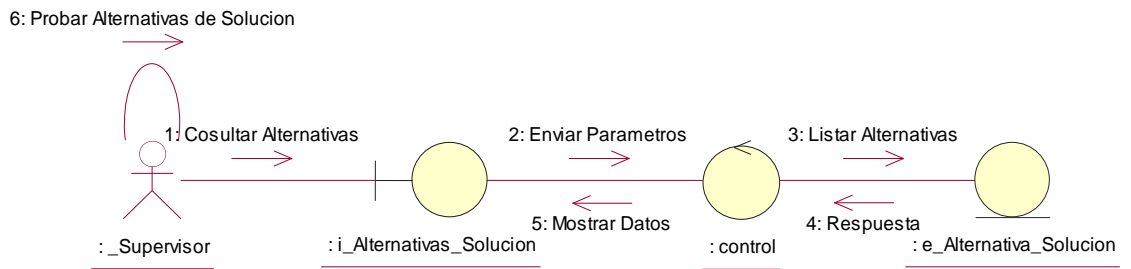 6: Probar Alternativas de Solucion
1: Cosultar Alternativas
2: Enviar Parametros
3: Listar Alternativas
5: Mostrar Datos
4: Respuesta
: _Supervisor
: i_Alternativas_Solucion
: control
: e_Alternativa_Solucion